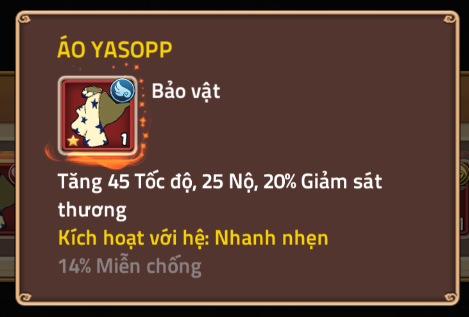 ÁO YASOPP
Bảo vật
1
Tăng 45 Tốc độ, 25 Nộ, 20% Giảm sát
thương
Kích hoạt với hệ: Nhanh nhẹn
14% Miễn chống